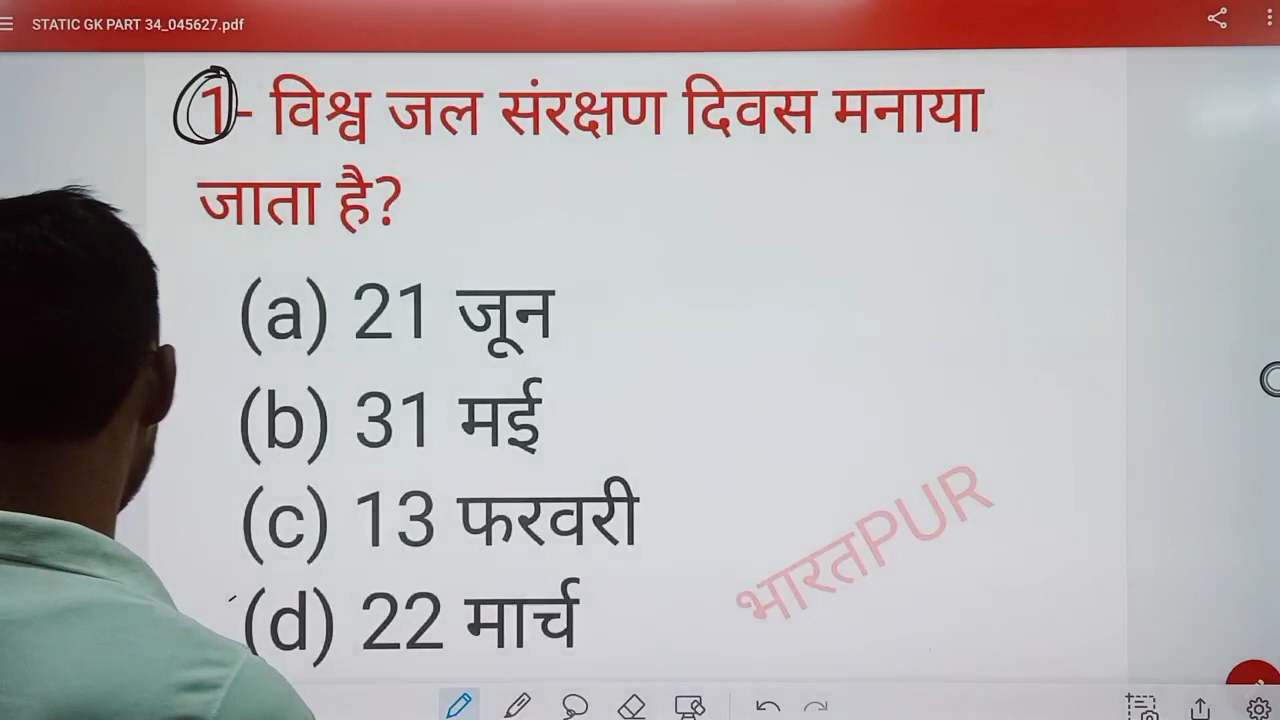 STATIC GK PART 34_045627.pdf
1- विश्व जल संरक्षण दिवस मनाया
जाता है?
(a) 21 जून
(b) 31 मई
(c) 13 फरवरी
(d) 22 मार्च
भारतPUR